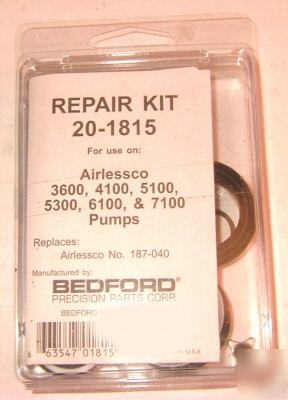 REPAIR KIT
20-1815
For use on:
Airlessco
3600, 4100, 5100,
5300, 6100, & 7100
Pumps
Replaces:
Airlessco No. 187-040
Manufactured by:
BEDFORD
PRECISION PARTS CORP.
BEDFORD
6 63547 01815
USA